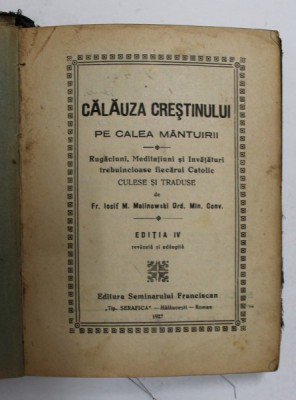 CĂLĂUZA CREŞTINULUI
PE CALEA MÂNTUIRII
Rugăciuni, Meditaţiuni şi Învăţături
trebuincioase fiecărui Catolic
CULESE ŞI TRADUSE
de
Fr. Iosif M. Malinowski Ord. Min. Conv.
EDIŢIA IV
revăzută şi adăogită
Editura Seminarului Franciscan
„Tip. SERAFICA” — Hălăuceşti — Roman
1927